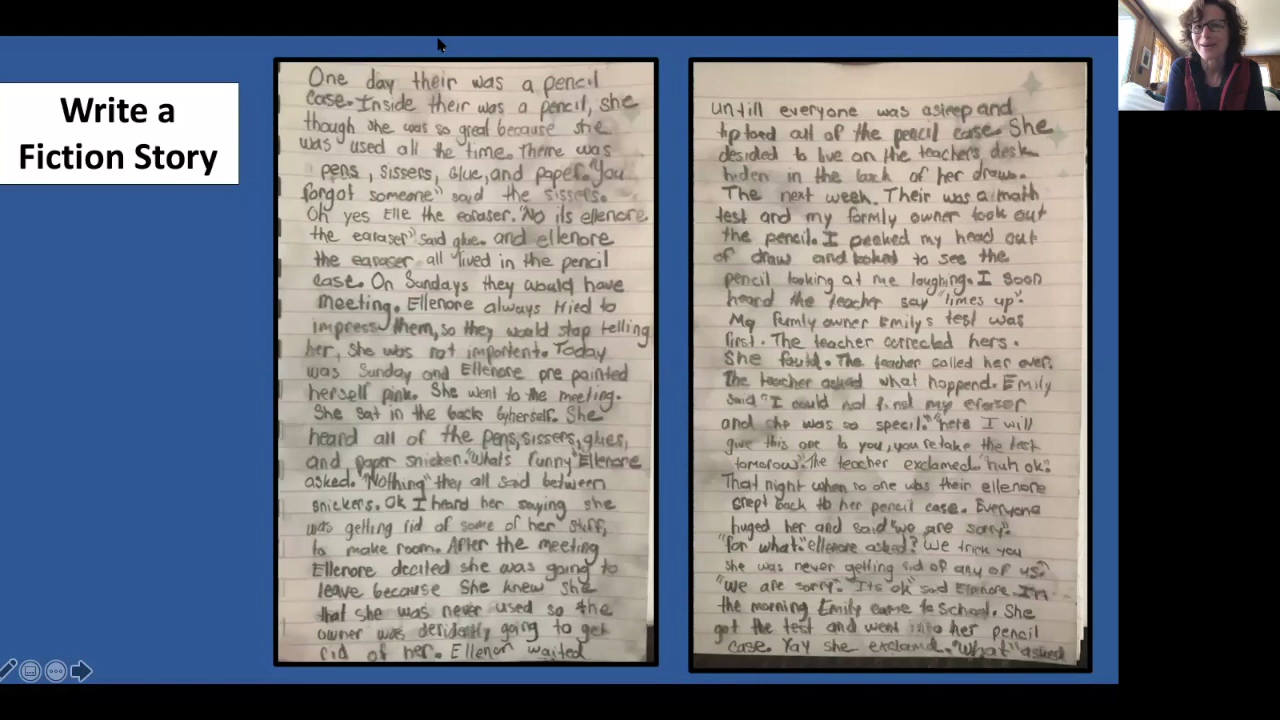 Write a
Fiction Story
One day their was a pencil
case. Inside their was a pencil, she
though she was so great because she
was used all the time. There was
pens, sissers, Glue, and paper. "You
forgot someone" said the sissers.
Oh yes Elle the earaser. "No its ellenore
the earaser" said glue. and ellenore
the earaser all lived in the pencil
case. On Sundays they would have
meeting. Ellenore always tried to
impress them, so they would stop telling
her, She was not importent. Today
was Sunday and Ellenore pre painted
herself pink. She went to the meeting.
She sat in the back byherself. She
heard all of the pens, sissers, glues,
and paper snicken. "Whats funny" Ellenore
asked. "Nothing" they all said between
snickers. Ok I heard her saying she
was getting rid of some of her stuff,
to make room. After the meeting
Ellenore decited she was going to
leave because She knew she
that she was never used so the
owner was going to get
rid of her. Ellenor waited
untill everyone was asleep and
tiptoed all of the pencil case. She
desided to live on the teachers desk
hiden in the back of her draw.
The next week. Their was a math
test and my formly owner took out
the pencil. I peeked my head out
of draw and looked to see the
pencil looking at me laughing. I soon
heard the teacher say "times up".
My fumly owner Emily's test was
first. The teacher corrected hers.
She faild. The teacher called her over.
The teacher asked what happend. Emily
said "I could not find my eraser
and she was so specil." "here I will
give this one to you, you retake the test
tomorow". The teacher exclamed. "huh ok".
That night when no one was their ellenore
crept back to her pencil case. Everyone
huged her and said "we are sorry".
"for what." ellenore asked? We trick you
she was never getting rid of any of us."
"we are sorry". "Its ok" said Ellenore. In
the morning Emily came to School. She
got the test and went into her pencil
case. Yay she exclamd. "What" asked